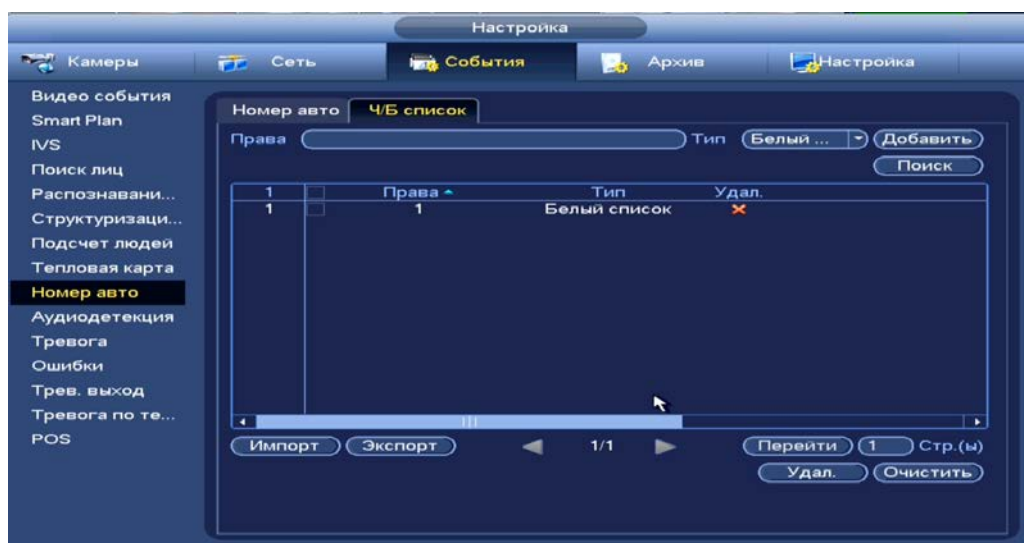 Настройка
Камеры Сеть События Архив Настройка
Видео события
Smart Plan
IVS
Поиск лиц
Распознавани...
Структуризаци...
Подсчет людей
Тепловая карта
Номер авто
Аудиодетекция
Тревога
Ошибки
Трев. выход
Тревога по те...
POS
Номер авто Ч/Б список
Права Тип Белый ... Добавить
Поиск
1 Права Тип Удал.
1 1 Белый список
Импорт Экспорт 1/1 Перейти 1 Стр.(ы)
Удал. Очистить